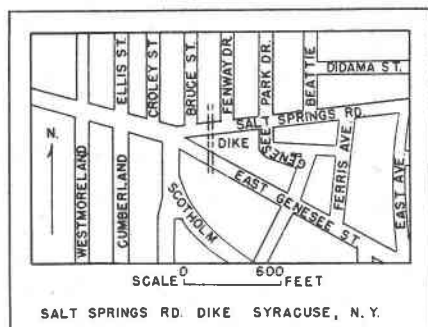 ELLIS ST.
CROLEY ST.
BRUCE ST.
FENWAY DR.
PARK DR.
BEATTIE
DIDAMA ST.
SALT SPRINGS RD.
N.
DIKE
GENESEE
FERRIS AVE.
EAST AVE.
WESTMORELAND
CUMBERLAND
SCOTHOLM
EAST GENESEE ST.
0 600
SCALE FEET
SALT SPRINGS RD. DIKE SYRACUSE, N.Y.